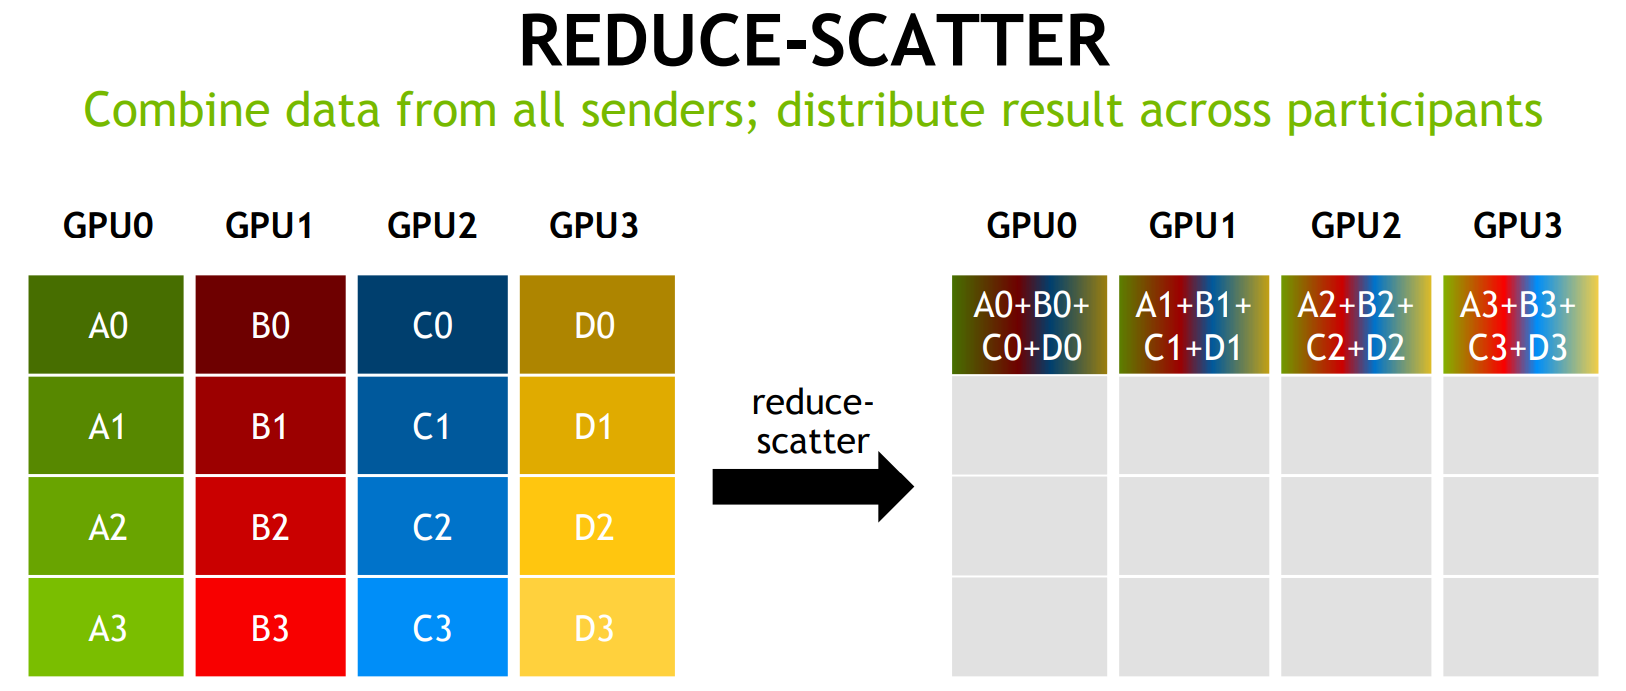 REDUCE-SCATTER
Combine data from all senders; distribute result across participants
GPU0 GPU1 GPU2 GPU3
A0 B0 C0 D0
A1 B1 C1 D1
A2 B2 C2 D2
A3 B3 C3 D3
reduce-
scatter
GPU0 GPU1 GPU2 GPU3
A0+B0+
C0+D0
A1+B1+
C1+D1
A2+B2+
C2+D2
A3+B3+
C3+D3